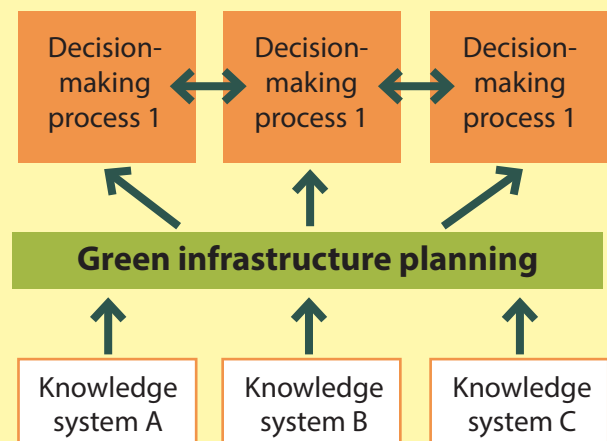 Decision-
making
process 1
Decision-
making
process 1
Decision-
making
process 1
Green infrastructure planning
Knowledge
system A
Knowledge
system B
Knowledge
system C